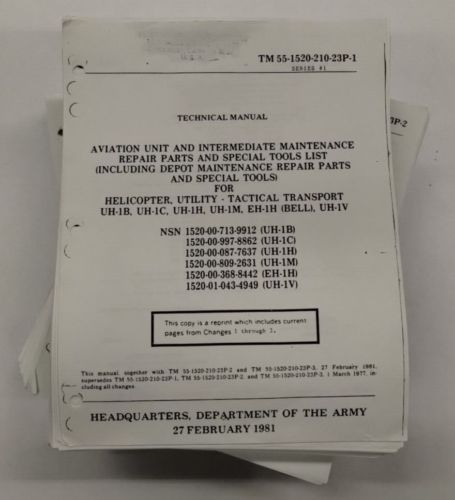 U.S.A.
TM 55-1520-210-23P-1
SERIES #1
TECHNICAL MANUAL
AVIATION UNIT AND INTERMEDIATE MAINTENANCE
REPAIR PARTS AND SPECIAL TOOLS LIST
(INCLUDING DEPOT MAINTENANCE REPAIR PARTS
AND SPECIAL TOOLS)
FOR
HELICOPTER, UTILITY - TACTICAL TRANSPORT
UH-1B, UH-1C, UH-1H, UH-1M, EH-1H (BELL), UH-1V
NSN 1520-00-713-9912 (UH-1B)
1520-00-997-8862 (UH-1C)
1520-00-087-7637 (UH-1H)
1520-00-809-2631 (UH-1M)
1520-00-368-8442 (EH-1H)
1520-01-043-4949 (UH-1V)
This copy is a reprint which includes current
pages from Changes 1 through 3.
This manual together with TM 55-1520-210-23P-2 and TM 55-1520-210-23P-3, 27 February 1981,
supersedes TM 55-1520-210-23P-1, TM 55-1520-210-23P-2, and TM 55-1520-210-23P-3, 1 March 1977, in-
cluding all changes.
HEADQUARTERS, DEPARTMENT OF THE ARMY
27 FEBRUARY 1981
P-2